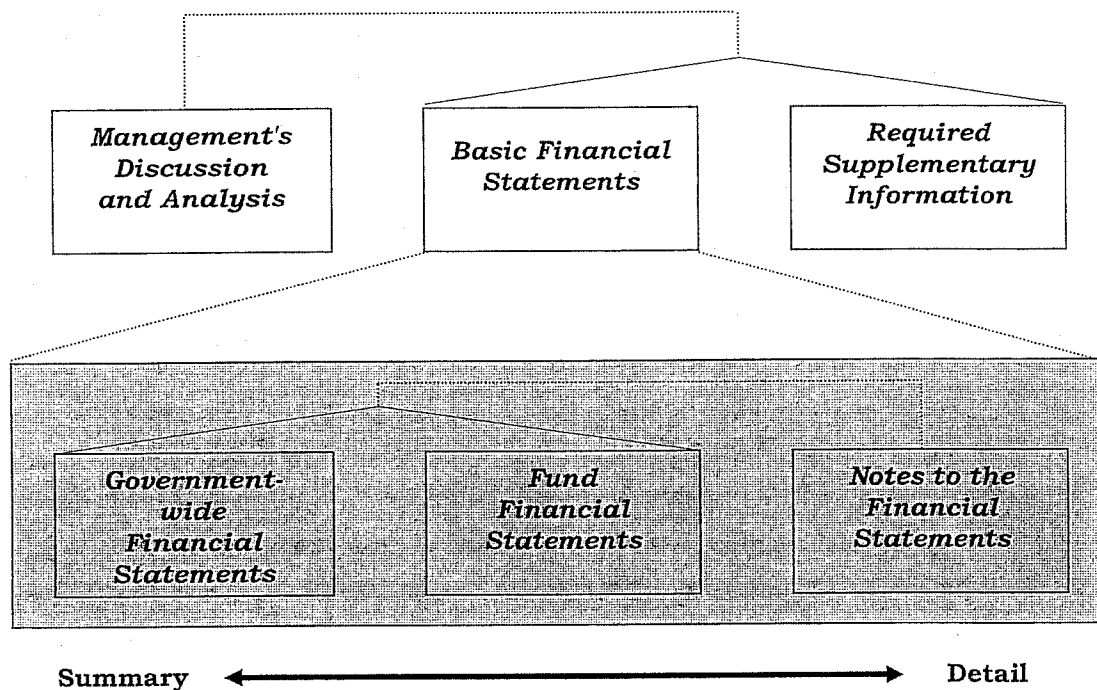 Management's
Discussion
and Analysis
Basic Financial
Statements
Required
Supplementary
Information
Government-
wide
Financial
Statements
Fund
Financial
Statements
Notes to the
Financial
Statements
Summary
Detail